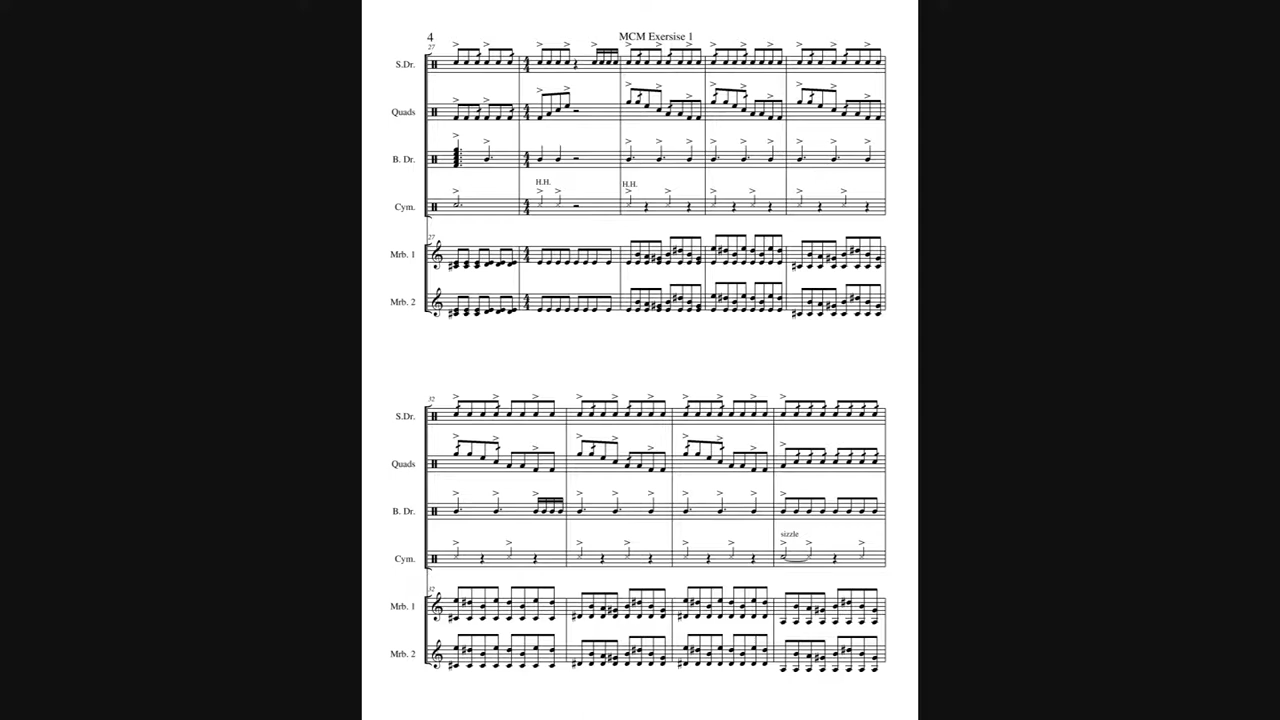 4
MCM Exersise 1
27
S.Dr.
Quads
B. Dr.
H.H.
H.H.
Cym.
27
Mrb. 1
Mrb. 2
32
S.Dr.
Quads
B. Dr.
sizzle
Cym.
32
Mrb. 1
Mrb. 2